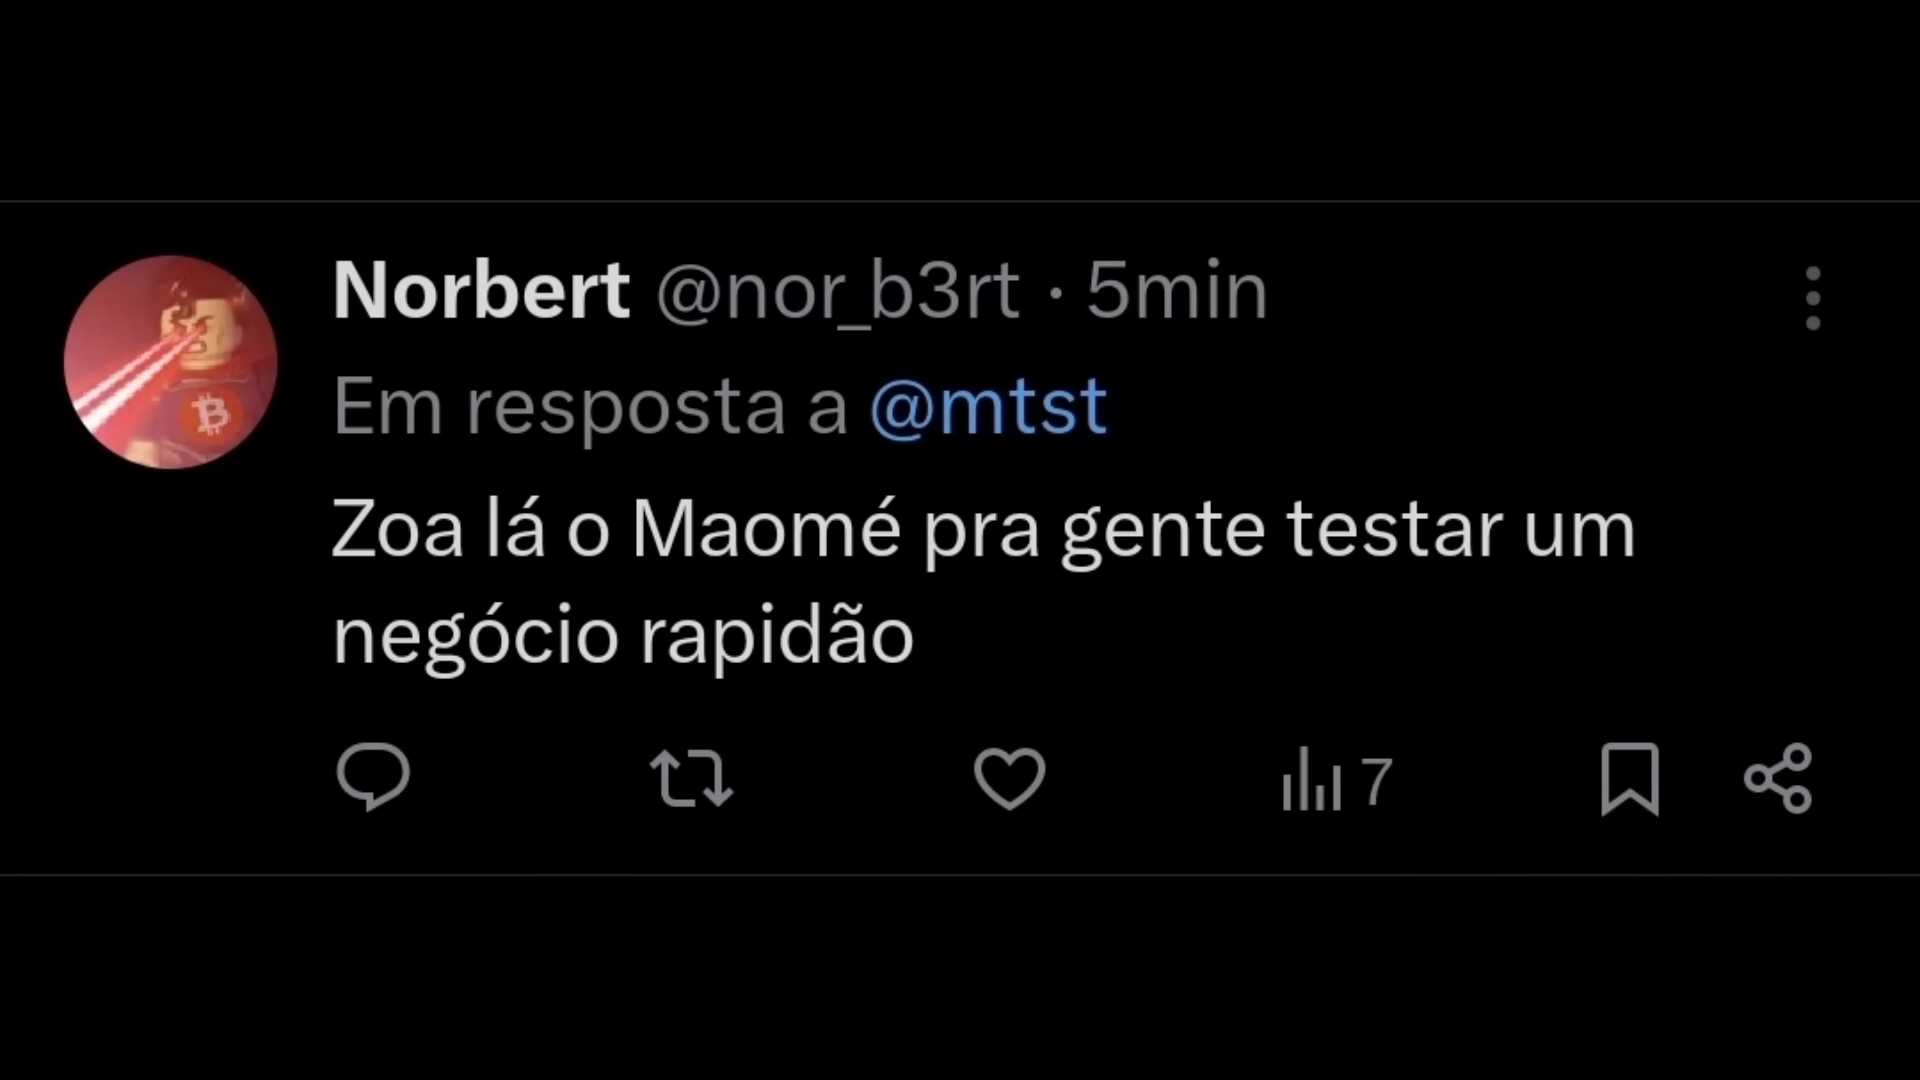 Norbert @nor_b3rt · 5min
Em resposta a @mtst
Zoa lá o Maomé pra gente testar um
negócio rapidão
7